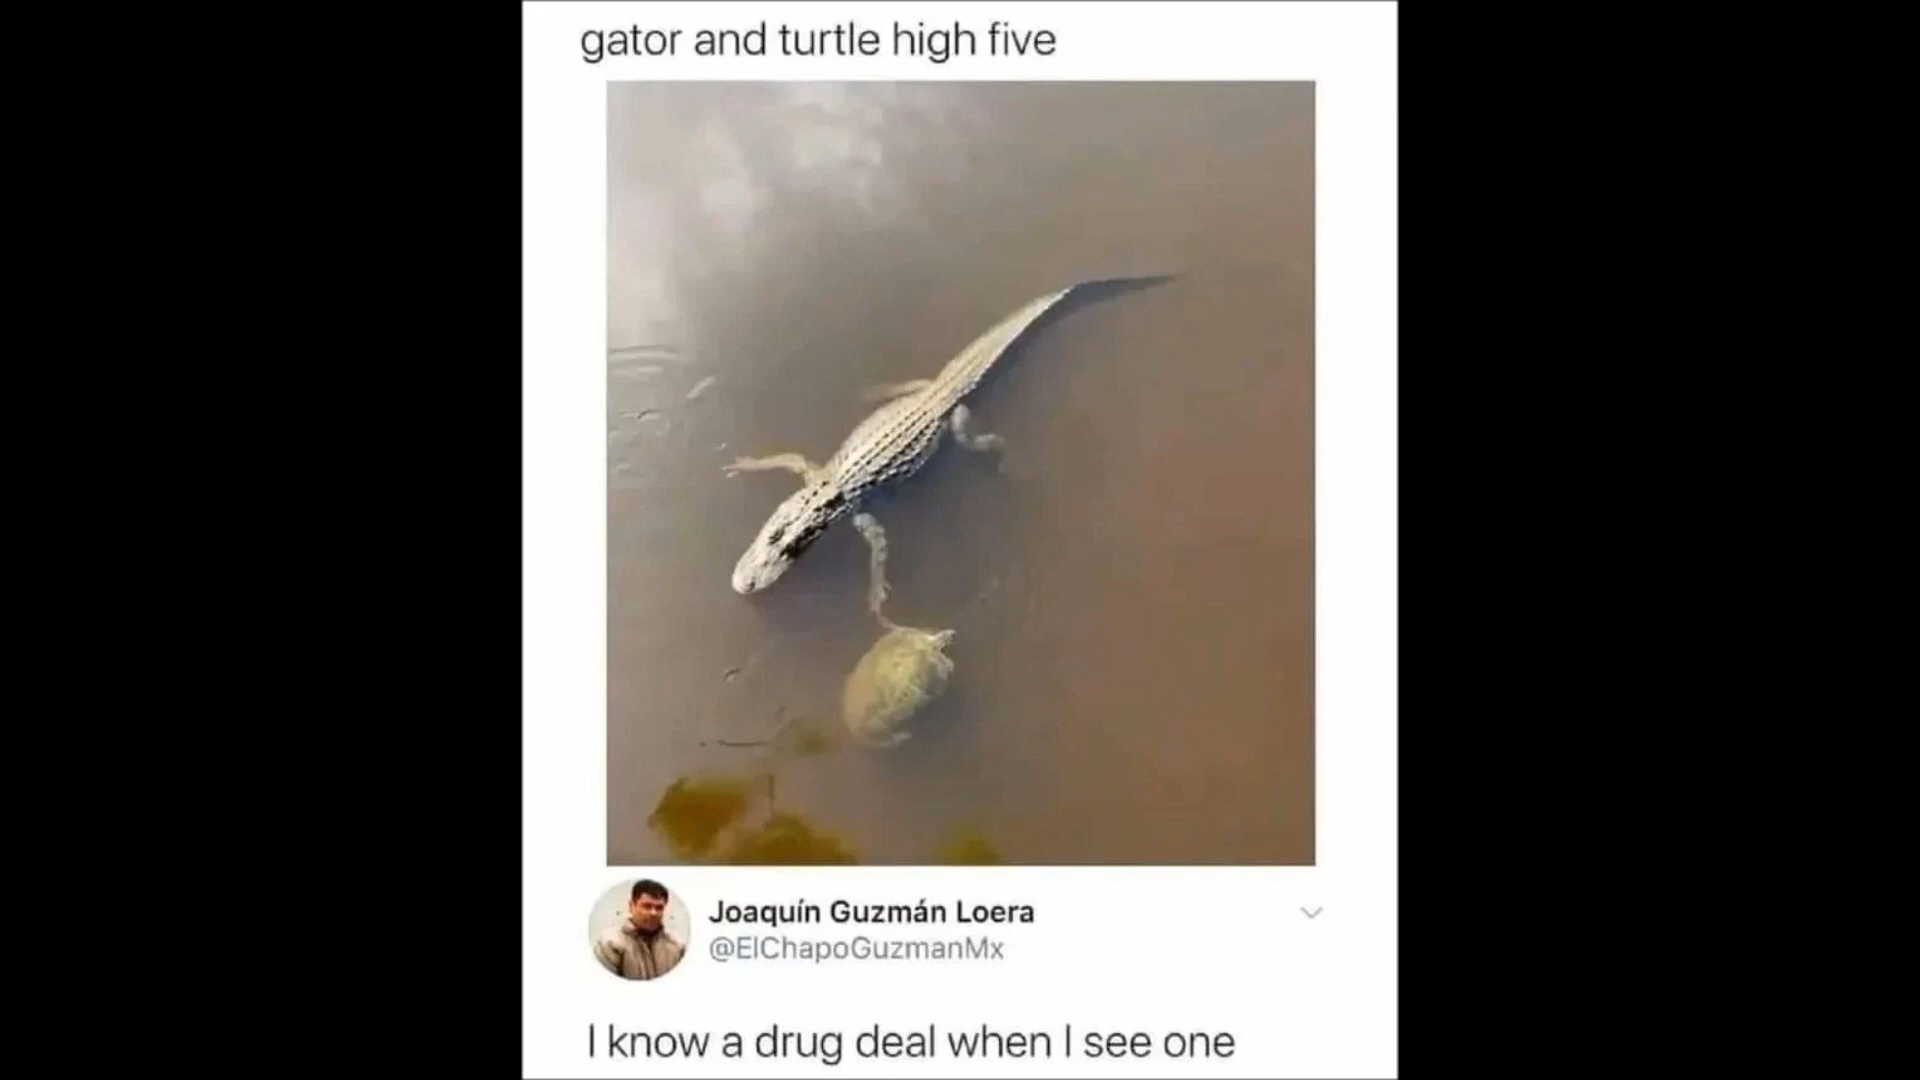 gator and turtle high five
Joaquín Guzmán Loera
@ElChapoGuzmanMx
I know a drug deal when I see one